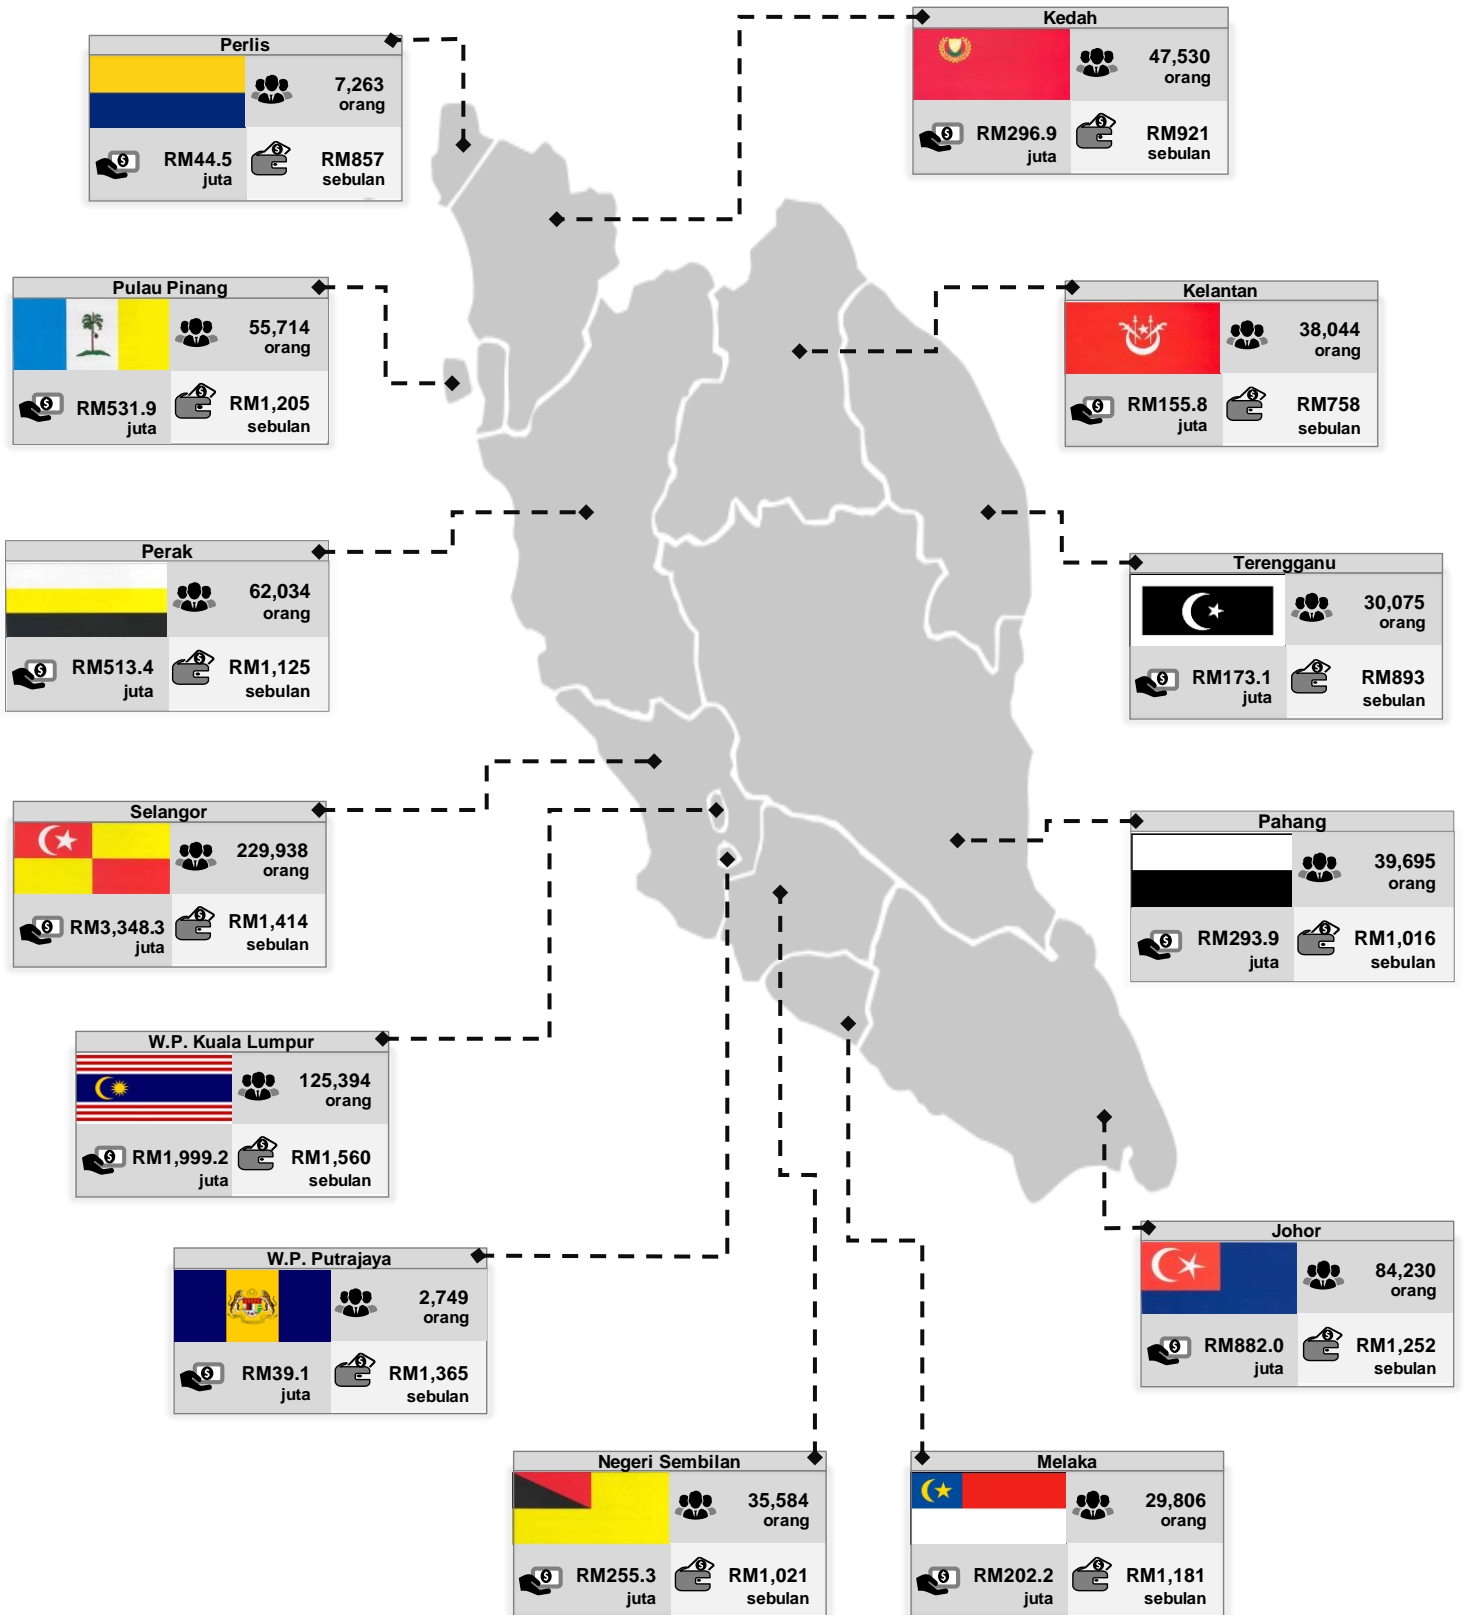 Perlis
7,263
orang
RM44.5
juta
RM857
sebulan
Kedah
47,530
orang
RM296.9
juta
RM921
sebulan
Pulau Pinang
55,714
orang
RM531.9
juta
RM1,205
sebulan
Kelantan
38,044
orang
RM155.8
juta
RM758
sebulan
Perak
62,034
orang
RM513.4
juta
RM1,125
sebulan
Terengganu
30,075
orang
RM173.1
juta
RM893
sebulan
Selangor
229,938
orang
RM3,348.3
juta
RM1,414
sebulan
Pahang
39,695
orang
RM293.9
juta
RM1,016
sebulan
W.P. Kuala Lumpur
125,394
orang
RM1,999.2
juta
RM1,560
sebulan
W.P. Putrajaya
2,749
orang
RM39.1
juta
RM1,365
sebulan
Johor
84,230
orang
RM882.0
juta
RM1,252
sebulan
Negeri Sembilan
35,584
orang
RM255.3
juta
RM1,021
sebulan
Melaka
29,806
orang
RM202.2
juta
RM1,181
sebulan